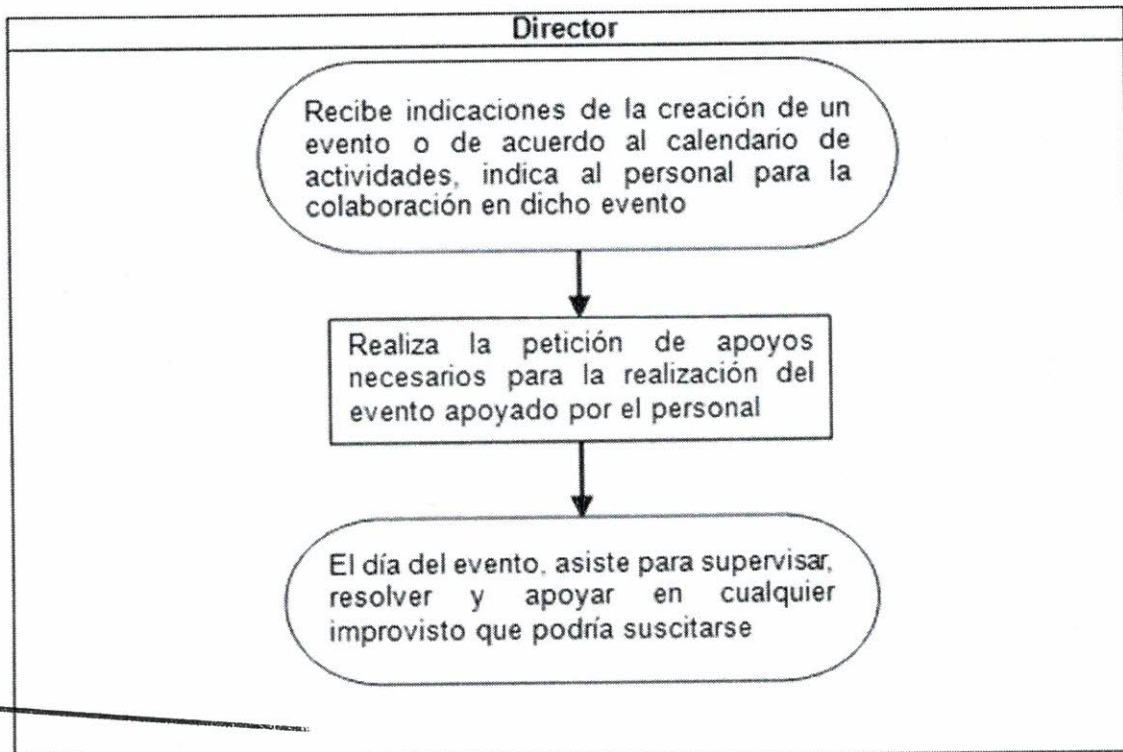 Director
Recibe indicaciones de la creación de un
evento o de acuerdo al calendario de
actividades, indica al personal para la
colaboración en dicho evento
Realiza la petición de apoyos
necesarios para la realización del
evento apoyado por el personal
El día del evento, asiste para supervisar,
resolver y apoyar en cualquier
improvisto que podría suscitarse